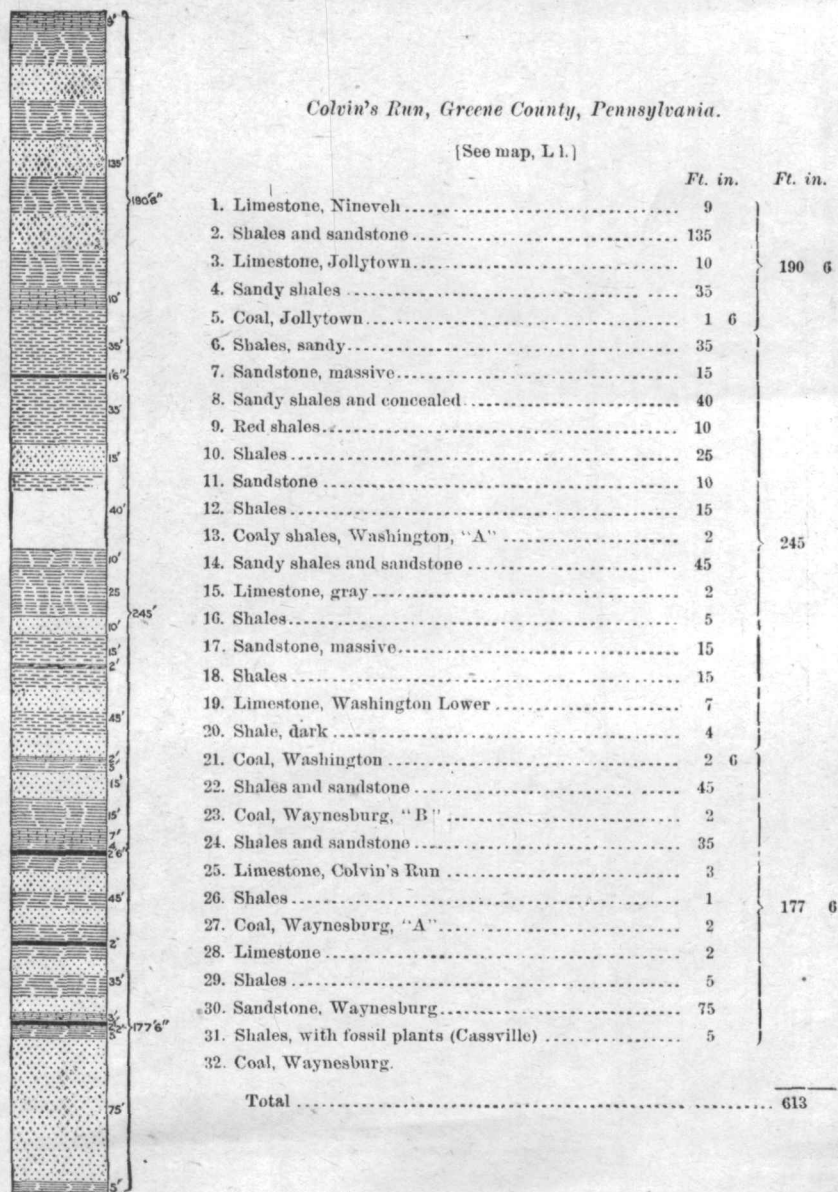 Colvin's Run, Greene County, Pennsylvania.
[See map, L 1.]
Ft. in. Ft. in.
1. Limestone, Nineveh 9
2. Shales and sandstone 135
3. Limestone, Jollytown 10 190 6
4. Sandy shales 35
5. Coal, Jollytown 1 6
6. Shales, sandy 35
7. Sandstone, massive 15
8. Sandy shales and concealed 40
9. Red shales 10
10. Shales 25
11. Sandstone 10
12. Shales 15
13. Coaly shales, Washington, "A" 2 245
14. Sandy shales and sandstone 45
15. Limestone, gray 2
16. Shales 5
17. Sandstone, massive 15
18. Shales 15
19. Limestone, Washington Lower 7
20. Shale, dark 4
21. Coal, Washington 2 6
22. Shales and sandstone 45
23. Coal, Waynesburg, "B" 2
24. Shales and sandstone 35
25. Limestone, Colvin's Run 3
26. Shales 1 177 6
27. Coal, Waynesburg, "A" 2
28. Limestone 2
29. Shales 5
30. Sandstone, Waynesburg 75
31. Shales, with fossil plants (Cassville) 5
32. Coal, Waynesburg.
Total 613
9'
135'
190'6"
10'
35'
1'6"
35'
15'
40'
10'
25
245'
10'
15'
2'
45'
2'
5'
15'
15'
7'
4
2'6"
45'
2'
35'
3'
177'6"
5'
75'
5'